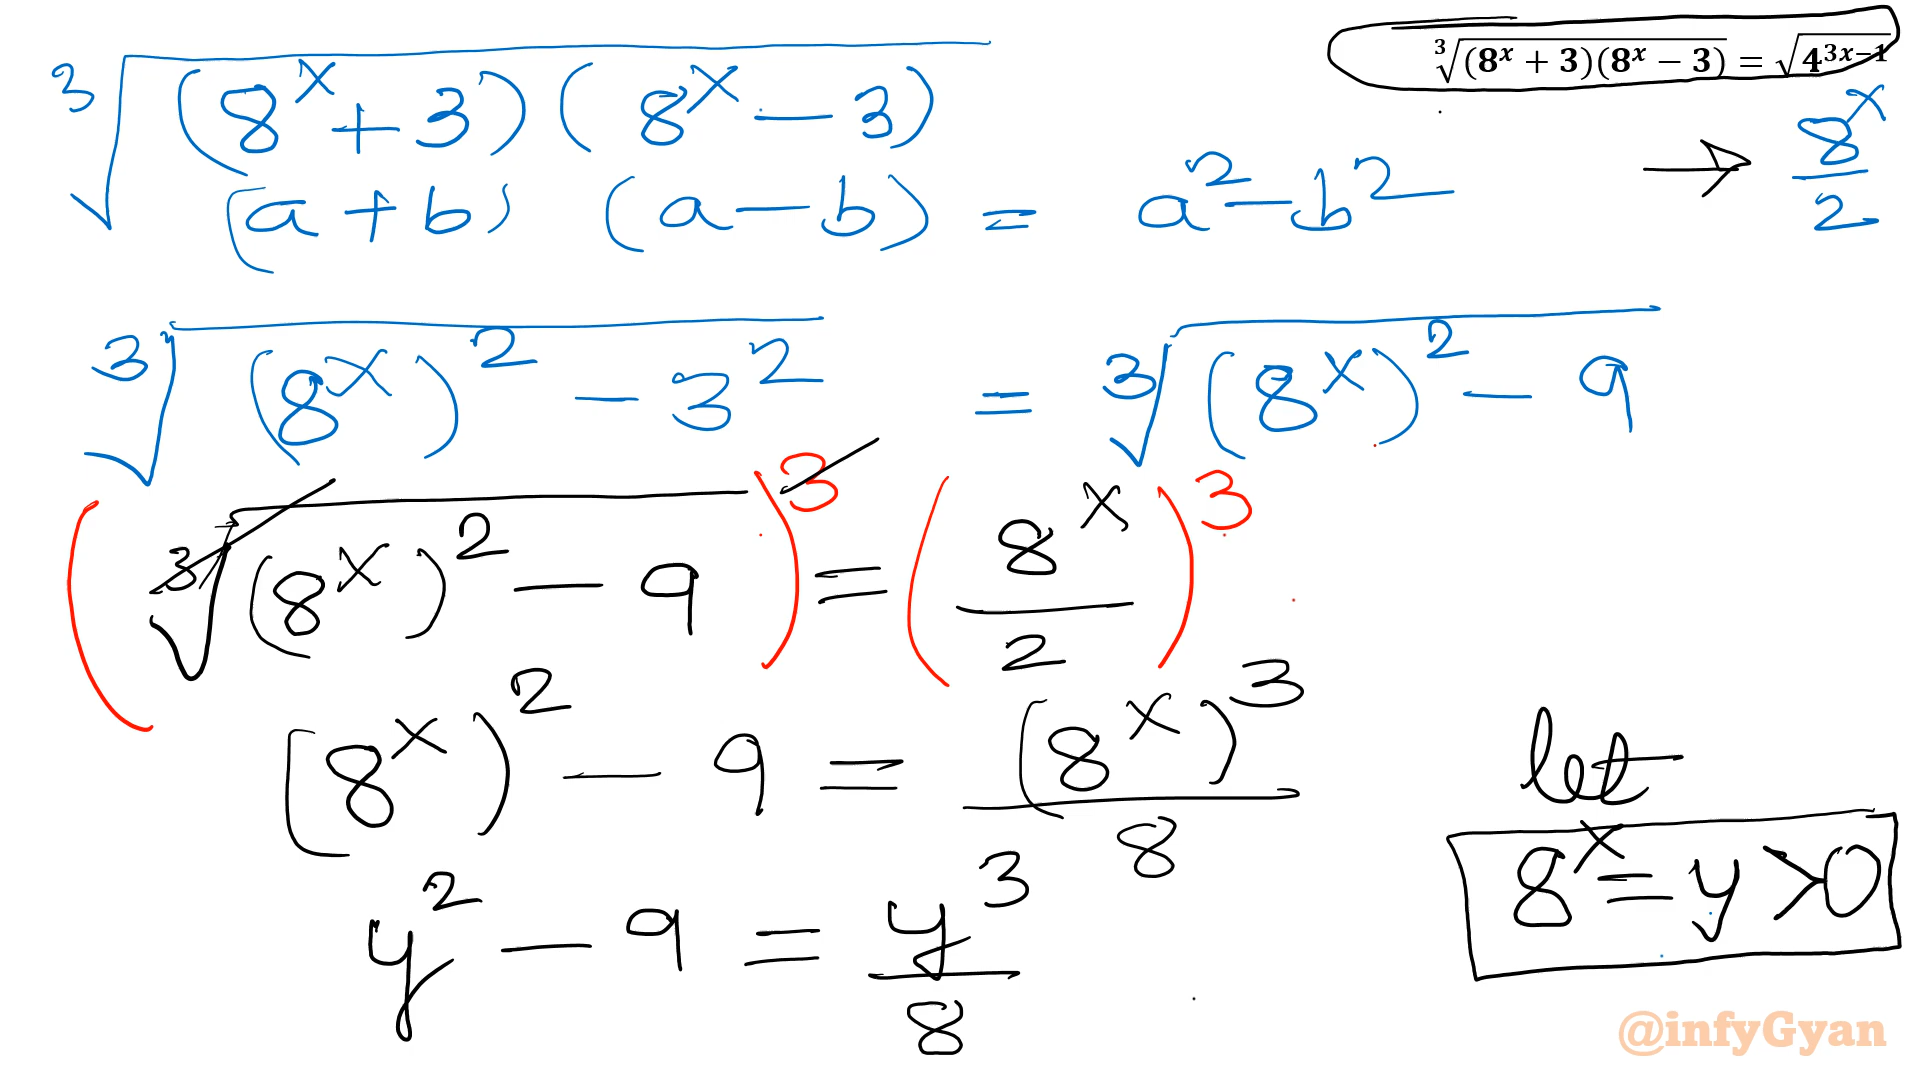 ∛((8^x + 3)(8^x − 3)) = √(4^(3x−1))
∛((8^x + 3)(8^x − 3))
→ 8^x/2
(a + b) (a − b) = a² − b²
∛((8^x)² − 3²) = ∛((8^x)² − 9)
(∛((8^x)² − 9))³ = (8^x/2)³
(8^x)² − 9 = (8^x)³/8
let
8^x = y > 0
y² − 9 = y³/8
@infyGyan